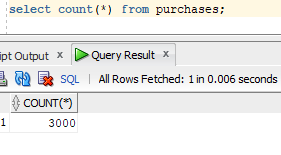 select count(*) from purchases;
ipt Output x Query Result x
SQL | All Rows Fetched: 1 in 0.006 seconds
COUNT(*)
1 3000